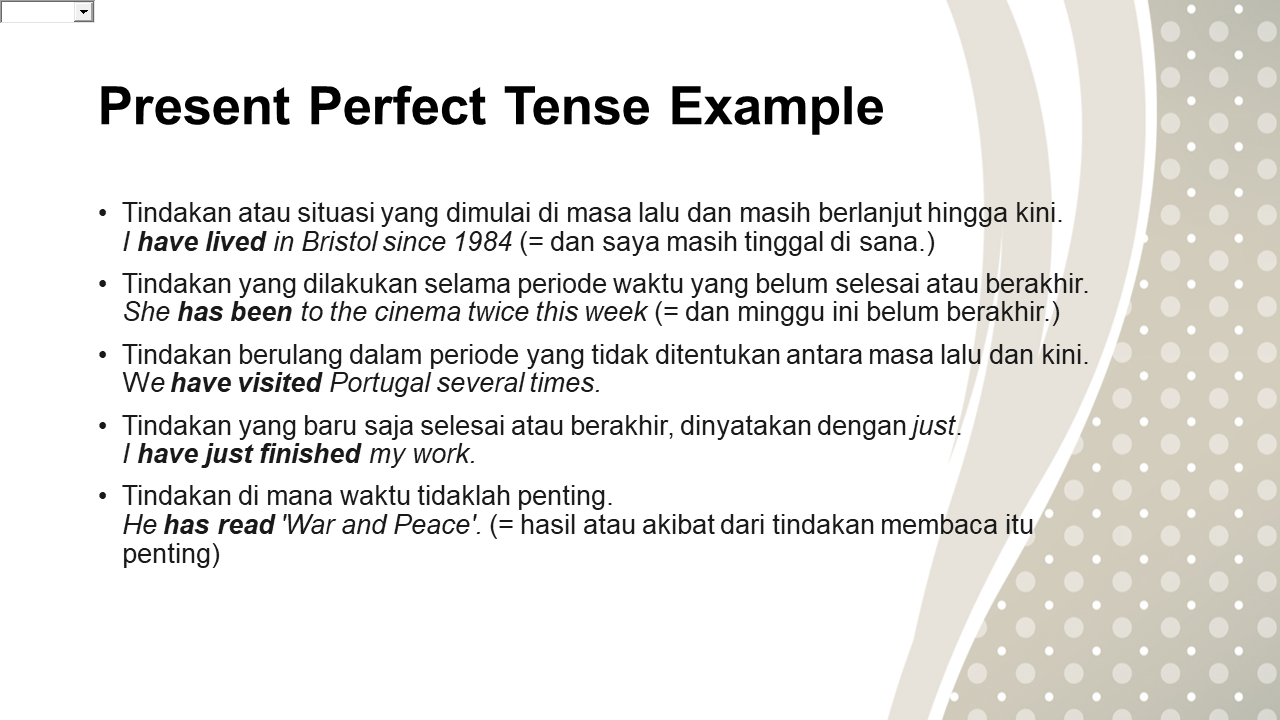 Present Perfect Tense Example
• Tindakan atau situasi yang dimulai di masa lalu dan masih berlanjut hingga kini.
I have lived in Bristol since 1984 (= dan saya masih tinggal di sana.)
• Tindakan yang dilakukan selama periode waktu yang belum selesai atau berakhir.
She has been to the cinema twice this week (= dan minggu ini belum berakhir.)
• Tindakan berulang dalam periode yang tidak ditentukan antara masa lalu dan kini.
We have visited Portugal several times.
• Tindakan yang baru saja selesai atau berakhir, dinyatakan dengan just.
I have just finished my work.
• Tindakan di mana waktu tidaklah penting.
He has read 'War and Peace'. (= hasil atau akibat dari tindakan membaca itu
penting)